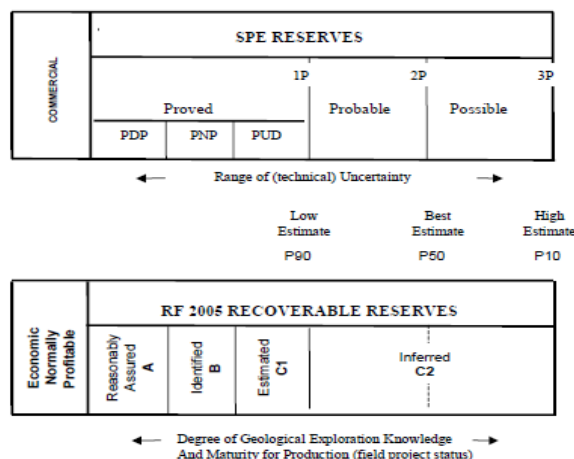 COMMERCIAL
SPE RESERVES
1P 2P 3P
Proved Probable Possible
PDP PNP PUD
Range of (technical) Uncertainty
Low Best High
Estimate Estimate Estimate
P90 P50 P10
Economic
Normally
Profitable
RF 2005 RECOVERABLE RESERVES
Reasonably
Assured
A
Identified
B
Estimated
C1
Inferred
C2
Degree of Geological Exploration Knowledge
And Maturity for Production (field project status)